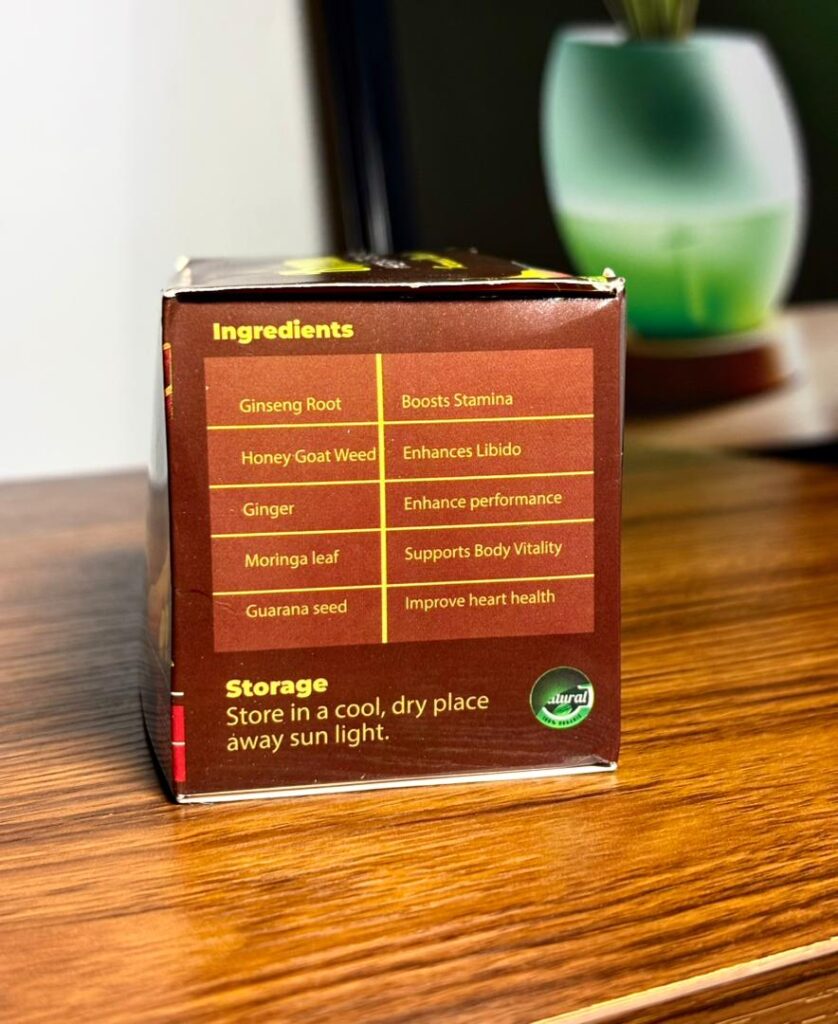 Ingredients
Ginseng Root Boosts Stamina
Honey Goat Weed Enhances Libido
Ginger Enhance performance
Moringa leaf Supports Body Vitality
Guarana seed Improve heart health
Storage
Store in a cool, dry place
away sun light.